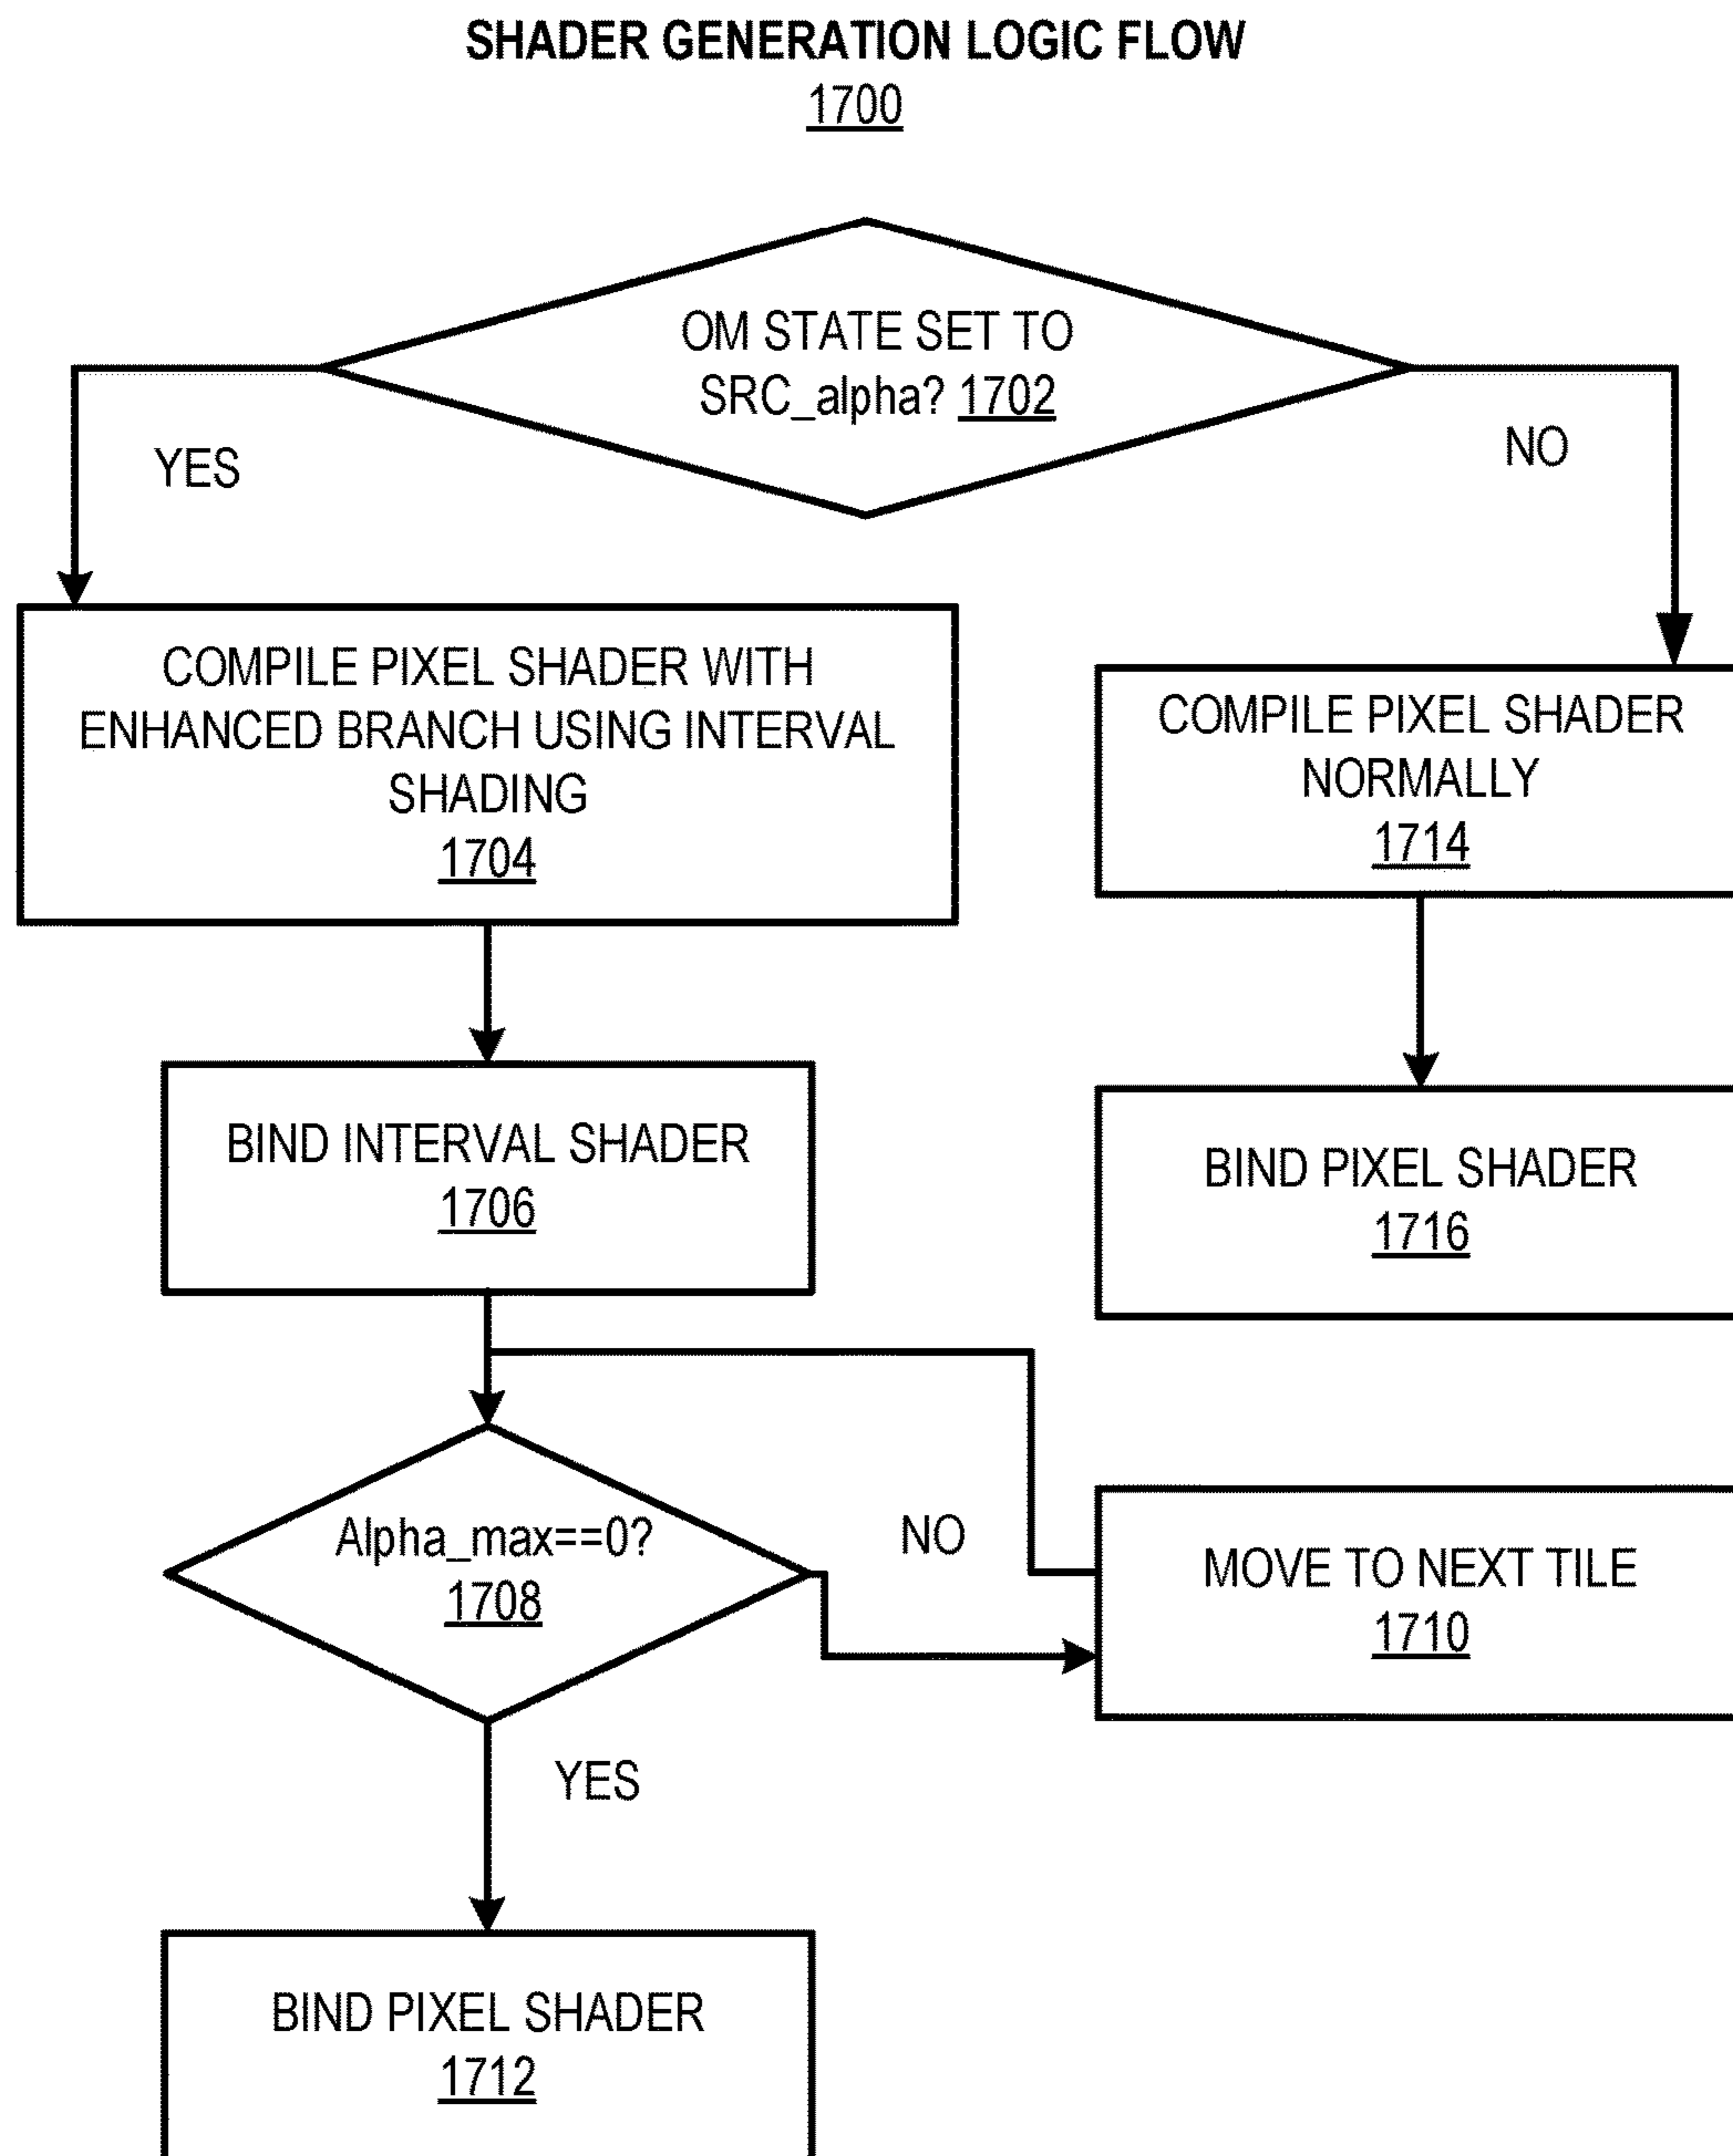 SHADER GENERATION LOGIC FLOW
1700
OM STATE SET TO
SRC_alpha? 1702
YES
NO
COMPILE PIXEL SHADER WITH
ENHANCED BRANCH USING INTERVAL
SHADING
1704
COMPILE PIXEL SHADER
NORMALLY
1714
BIND INTERVAL SHADER
1706
BIND PIXEL SHADER
1716
Alpha_max==0?
1708
NO
MOVE TO NEXT TILE
1710
YES
BIND PIXEL SHADER
1712